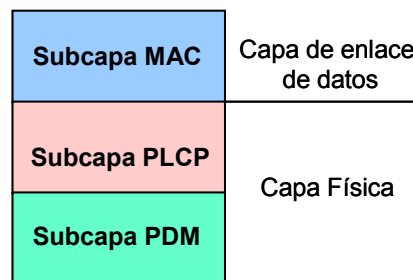 Subcapa MAC
Capa de enlace
de datos
Subcapa PLCP
Capa Física
Subcapa PDM